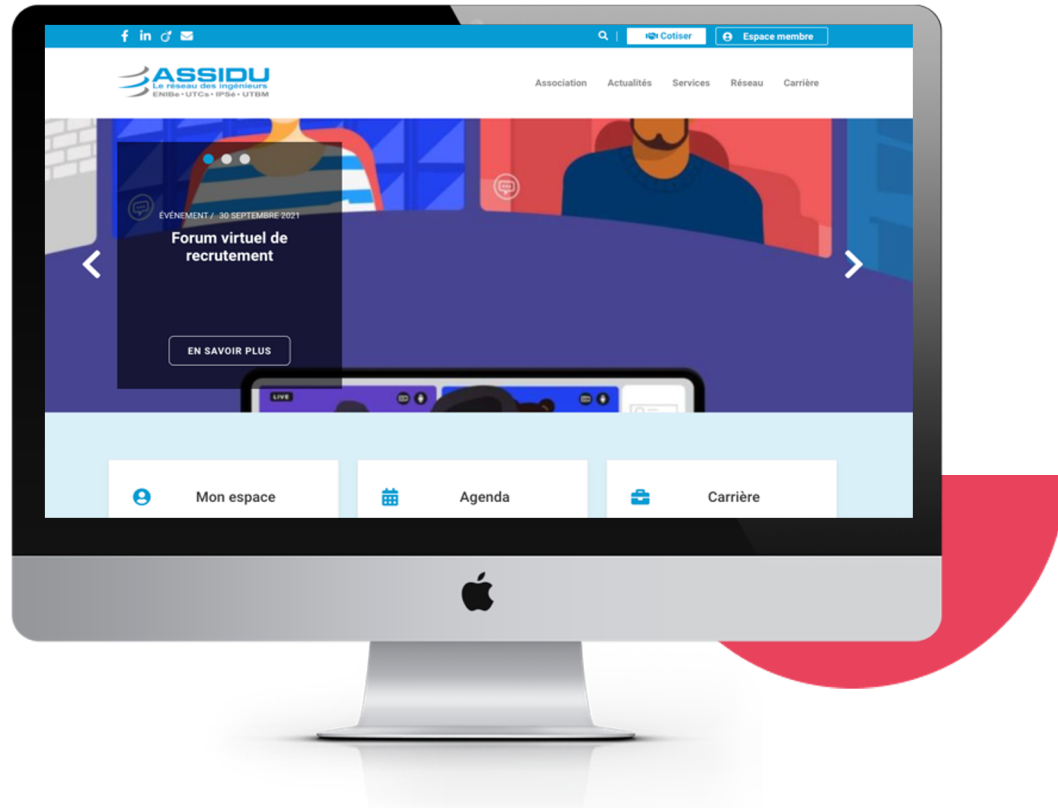 Cotiser
Espace membre
ASSIDU
Le réseau des ingénieurs
ENIBe • UTCs • IPSé • UTBM
Association
Actualités
Services
Réseau
Carrière
ÉVÉNEMENT / 30 SEPTEMBRE 2021
Forum virtuel de
recrutement
EN SAVOIR PLUS
LIVE
Mon espace
Agenda
Carrière